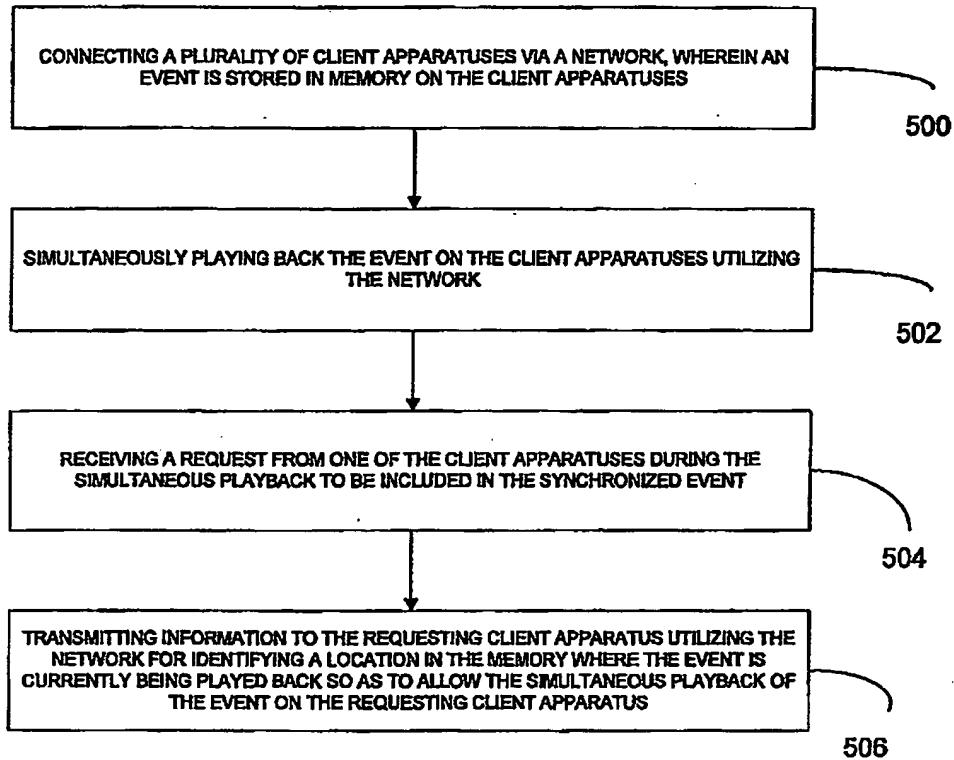 CONNECTING A PLURALITY OF CLIENT APPARATUSES VIA A NETWORK, WHEREIN AN
EVENT IS STORED IN MEMORY ON THE CLIENT APPARATUSES
500
SIMULTANEOUSLY PLAYING BACK THE EVENT ON THE CLIENT APPARATUSES UTILIZING
THE NETWORK
502
RECEIVING A REQUEST FROM ONE OF THE CLIENT APPARATUSES DURING THE
SIMULTANEOUS PLAYBACK TO BE INCLUDED IN THE SYNCHRONIZED EVENT
504
TRANSMITTING INFORMATION TO THE REQUESTING CLIENT APPARATUS UTILIZING THE
NETWORK FOR IDENTIFYING A LOCATION IN THE MEMORY WHERE THE EVENT IS
CURRENTLY BEING PLAYED BACK SO AS TO ALLOW THE SIMULTANEOUS PLAYBACK OF
THE EVENT ON THE REQUESTING CLIENT APPARATUS
506